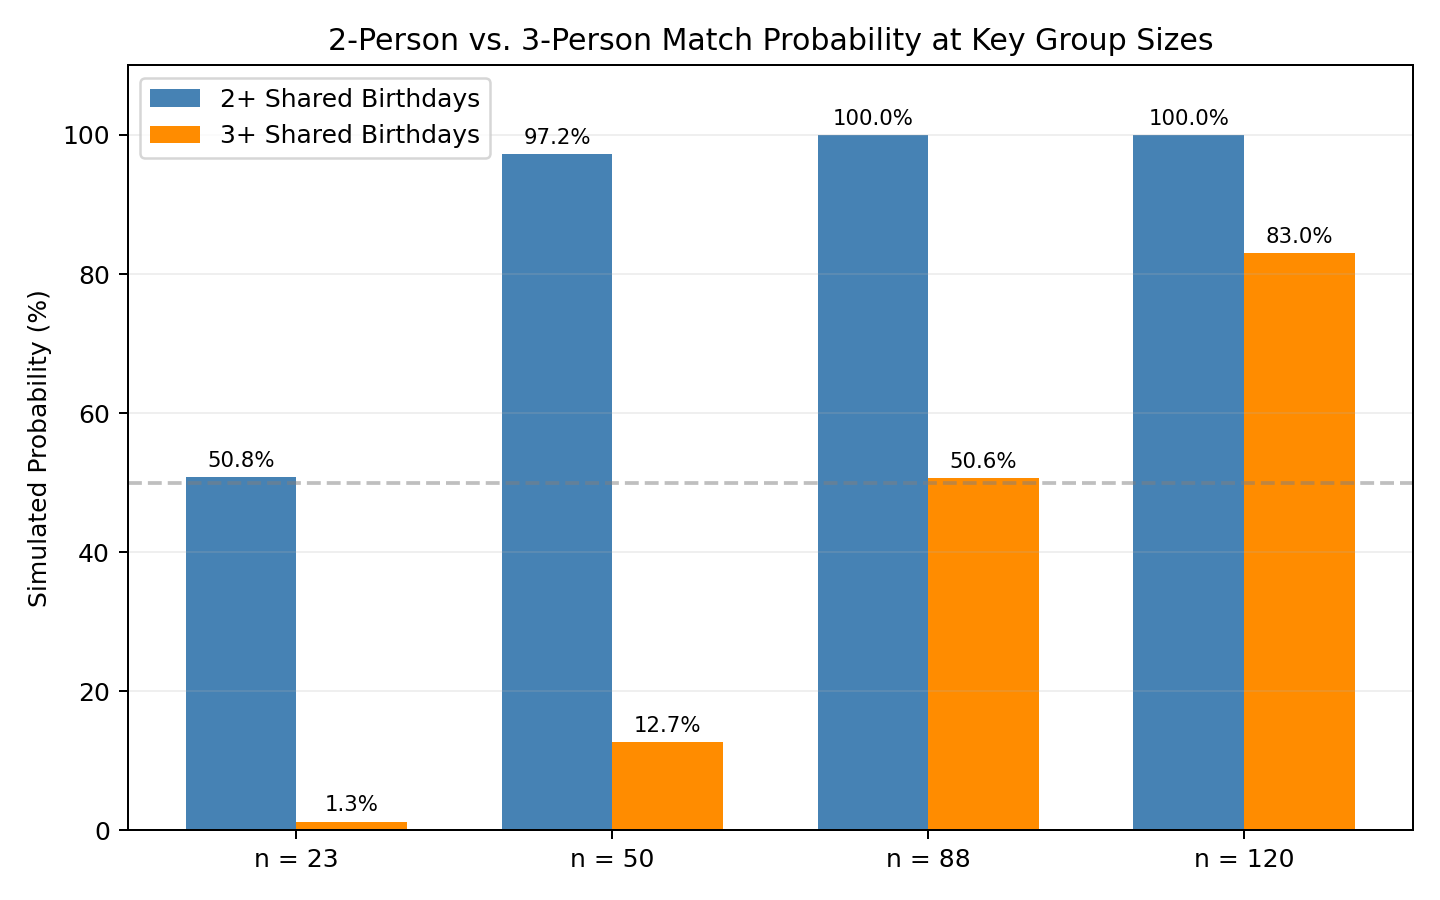 2-Person vs. 3-Person Match Probability at Key Group Sizes
2+ Shared Birthdays
3+ Shared Birthdays
Simulated Probability (%)
100
80
60
40
20
0
50.8%
1.3%
97.2%
12.7%
100.0%
50.6%
100.0%
83.0%
n = 23
n = 50
n = 88
n = 120